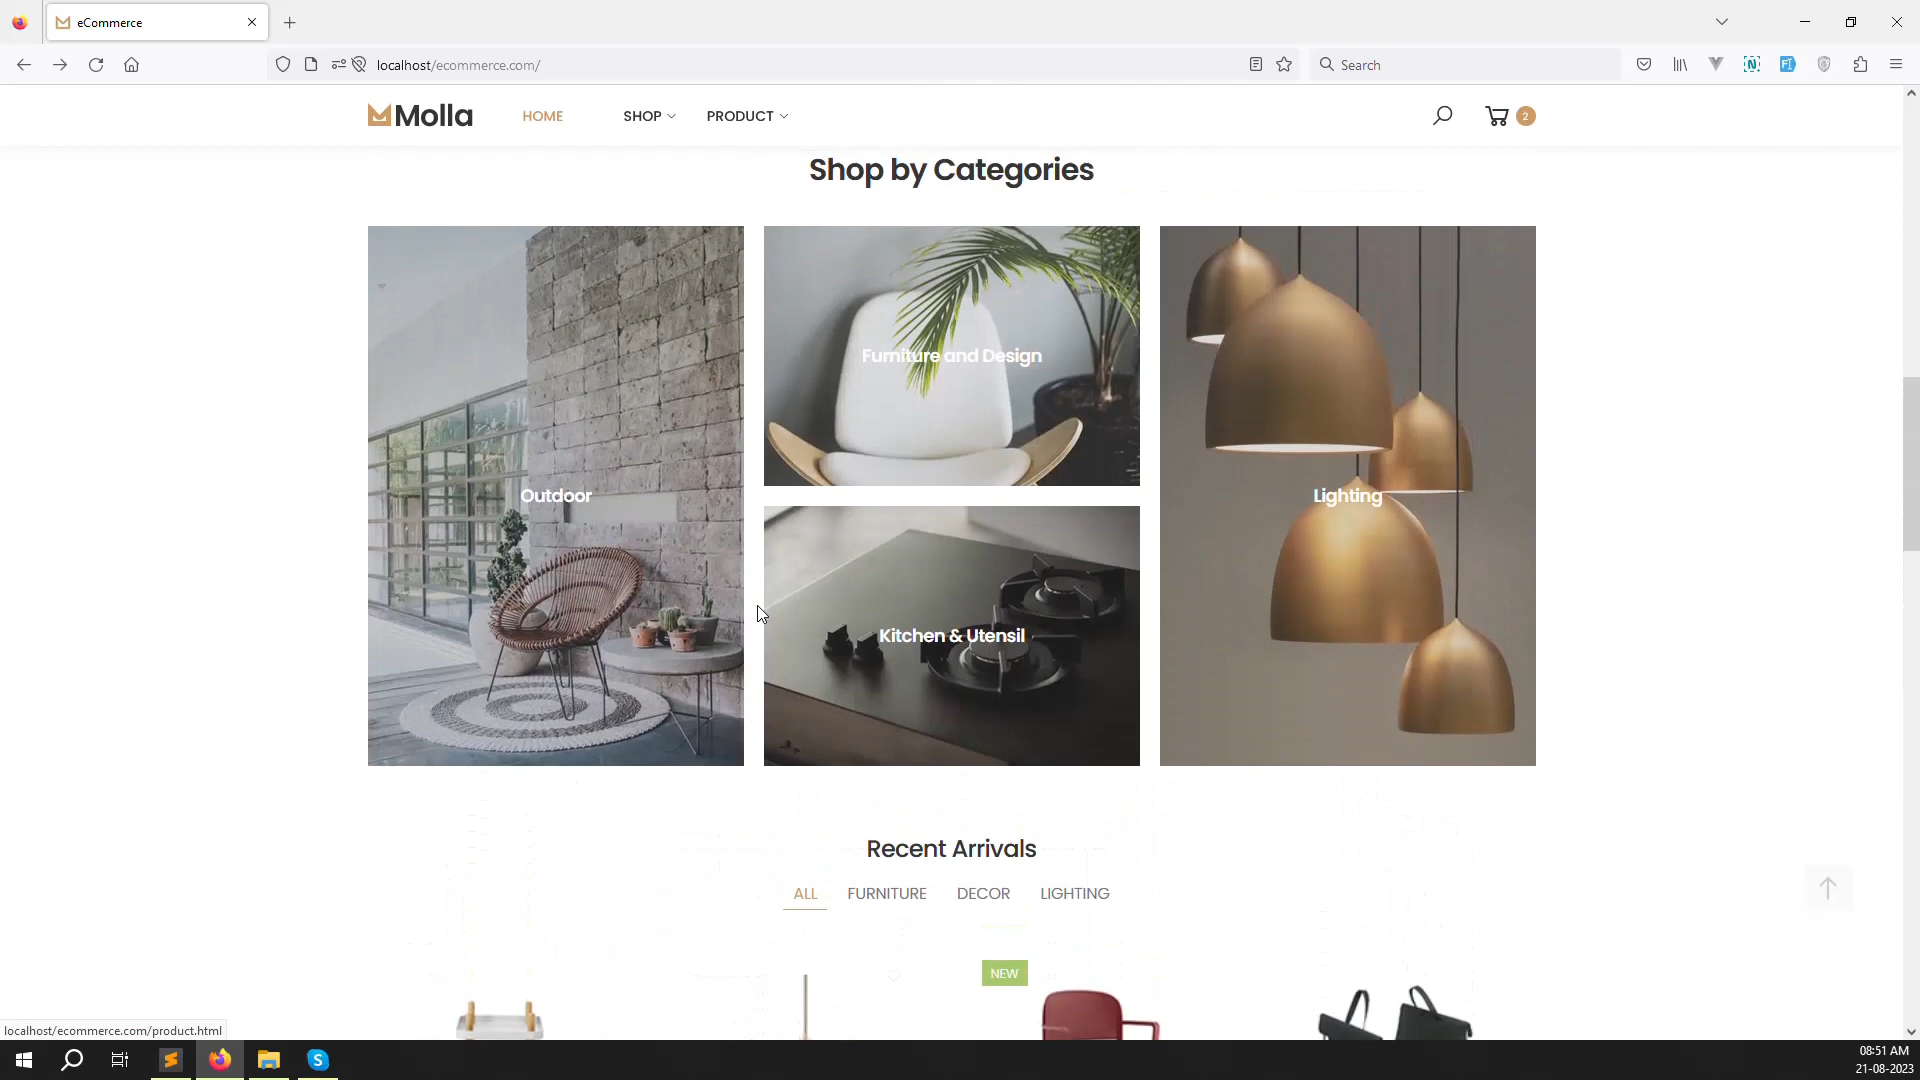 eCommerce
localhost/ecommerce.com/
Search
Molla
HOME
SHOP
PRODUCT
2
Shop by Categories
Outdoor
Furniture and Design
Kitchen & Utensil
Lighting
Recent Arrivals
ALL
FURNITURE
DECOR
LIGHTING
NEW
localhost/ecommerce.com/product.html
08:51 AM
21-08-2023